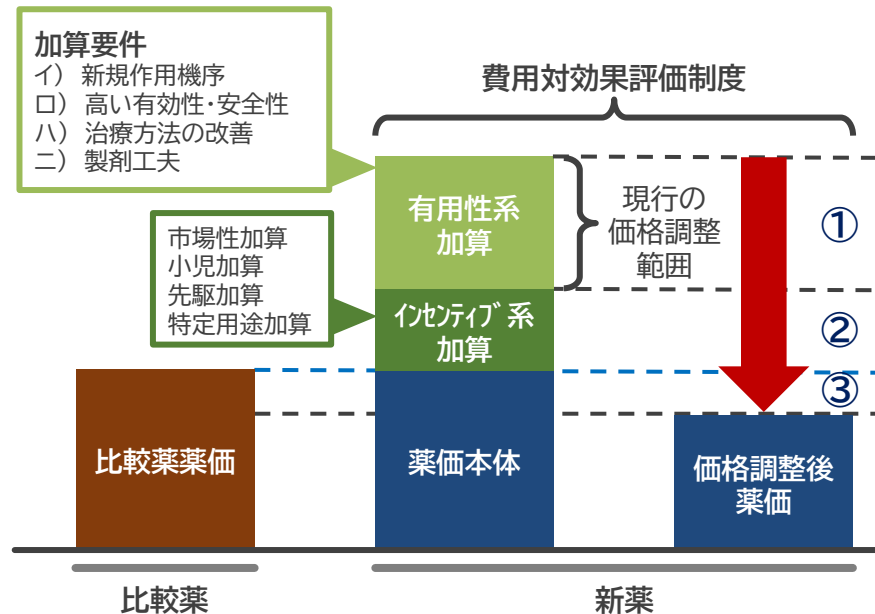 加算要件
イ） 新規作用機序
ロ） 高い有効性・安全性
ハ） 治療方法の改善
ニ） 製剤工夫
費用対効果評価制度
市場性加算
小児加算
先駆加算
特定用途加算
有用性系
加算
現行の
価格調整
範囲
①
ｲﾝｾﾝﾃｨﾌﾞ系
加算
②
③
比較薬薬価
薬価本体
価格調整後
薬価
比較薬
新薬